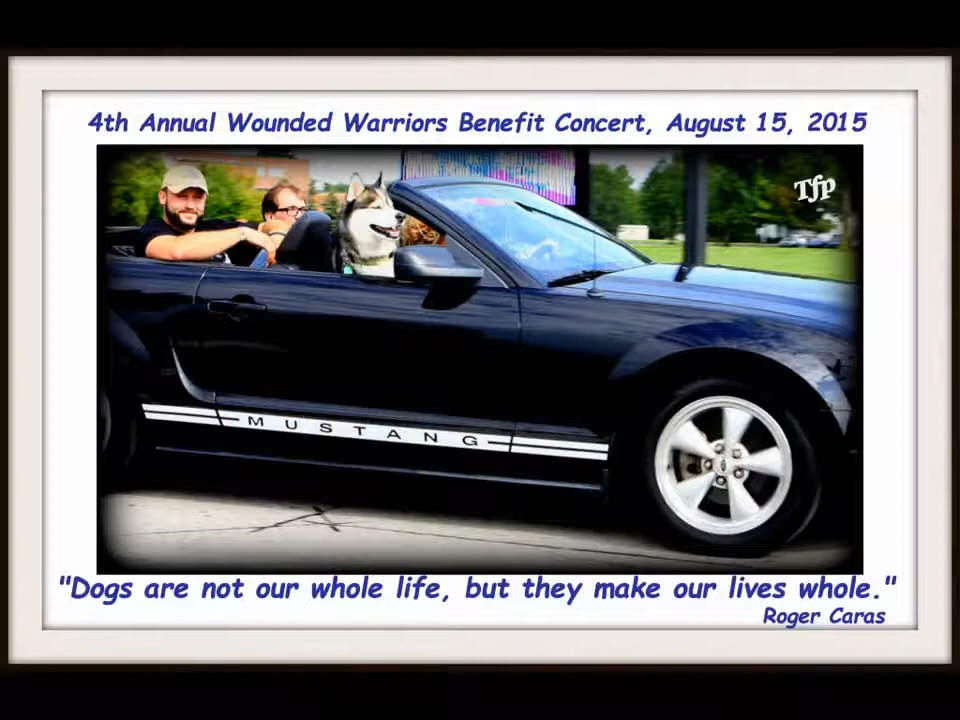 4th Annual Wounded Warriors Benefit Concert, August 15, 2015
Tfp
MUSTANG
"Dogs are not our whole life, but they make our lives whole."
Roger Caras